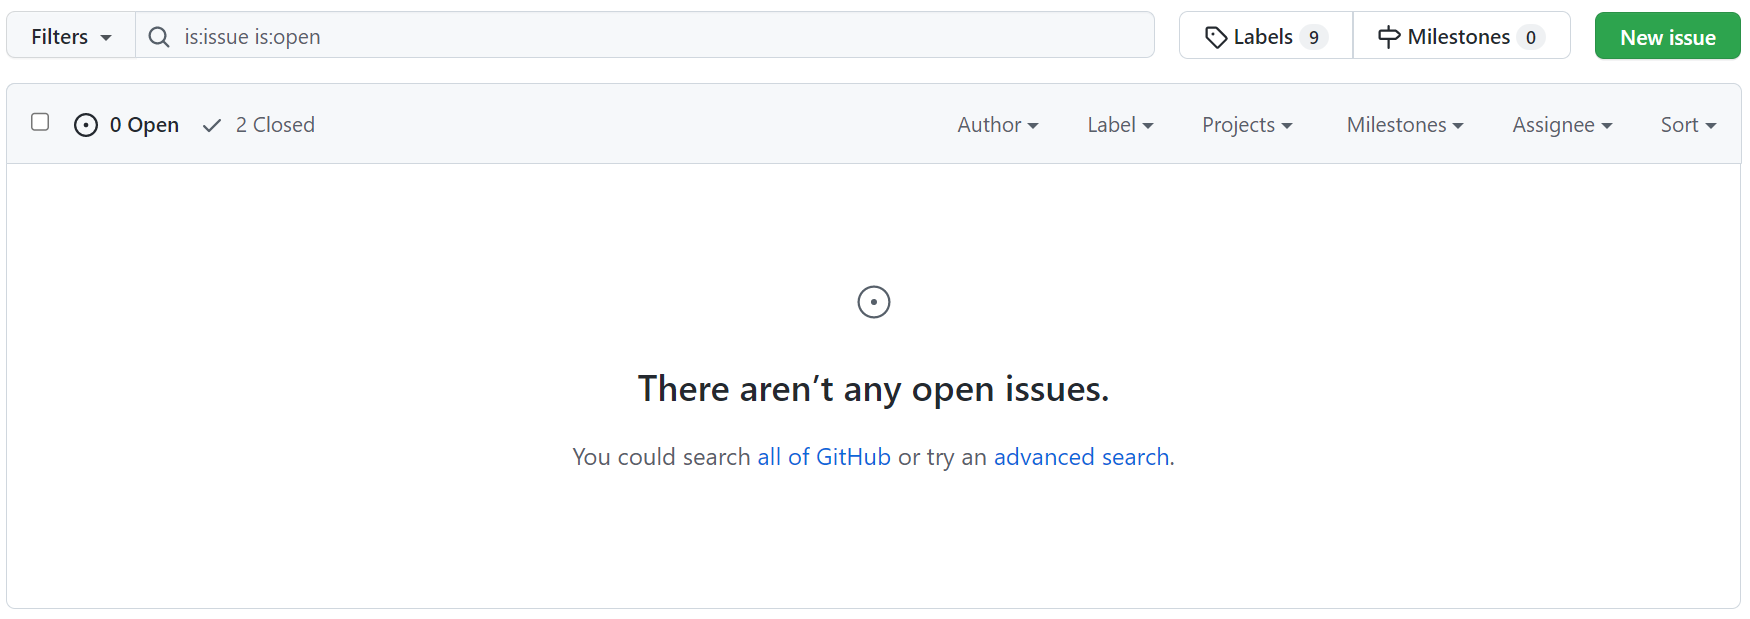 Filters is:issue is:open Labels 9 Milestones 0 New issue
0 Open 2 Closed Author Label Projects Milestones Assignee Sort
There aren’t any open issues.
You could search all of GitHub or try an advanced search.